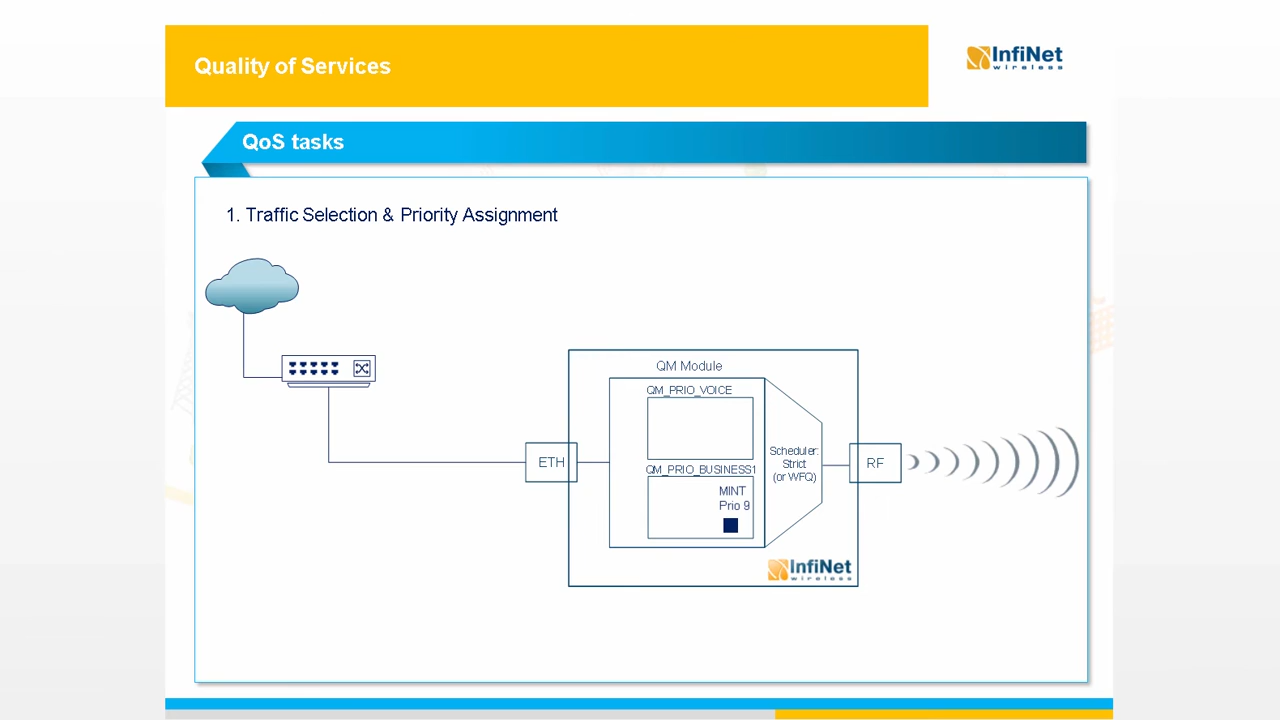 Quality of Services
InfiNet
wireless
QoS tasks
1. Traffic Selection & Priority Assignment
QM Module
QM_PRIO_VOICE
Scheduler:
Strict
(or WFQ)
ETH
RF
QM_PRIO_BUSINESS1
MINT
Prio 9
InfiNet
wireless